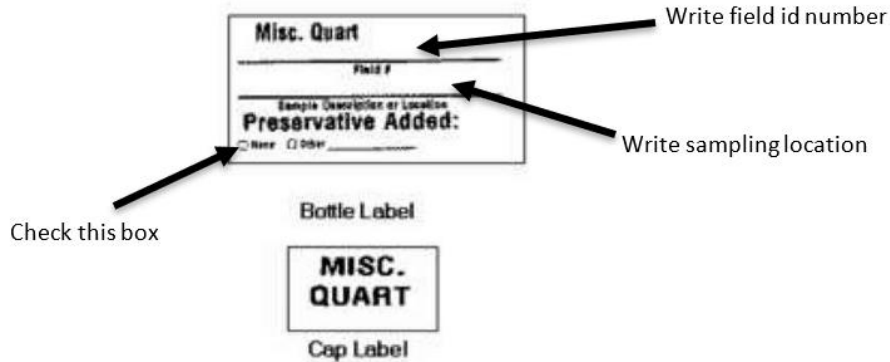 Write field id number
Misc. Quart
Field #
Sample Description or Location
Preservative Added:
None Other
Write sampling location
Bottle Label
Check this box
MISC.
QUART
Cap Label